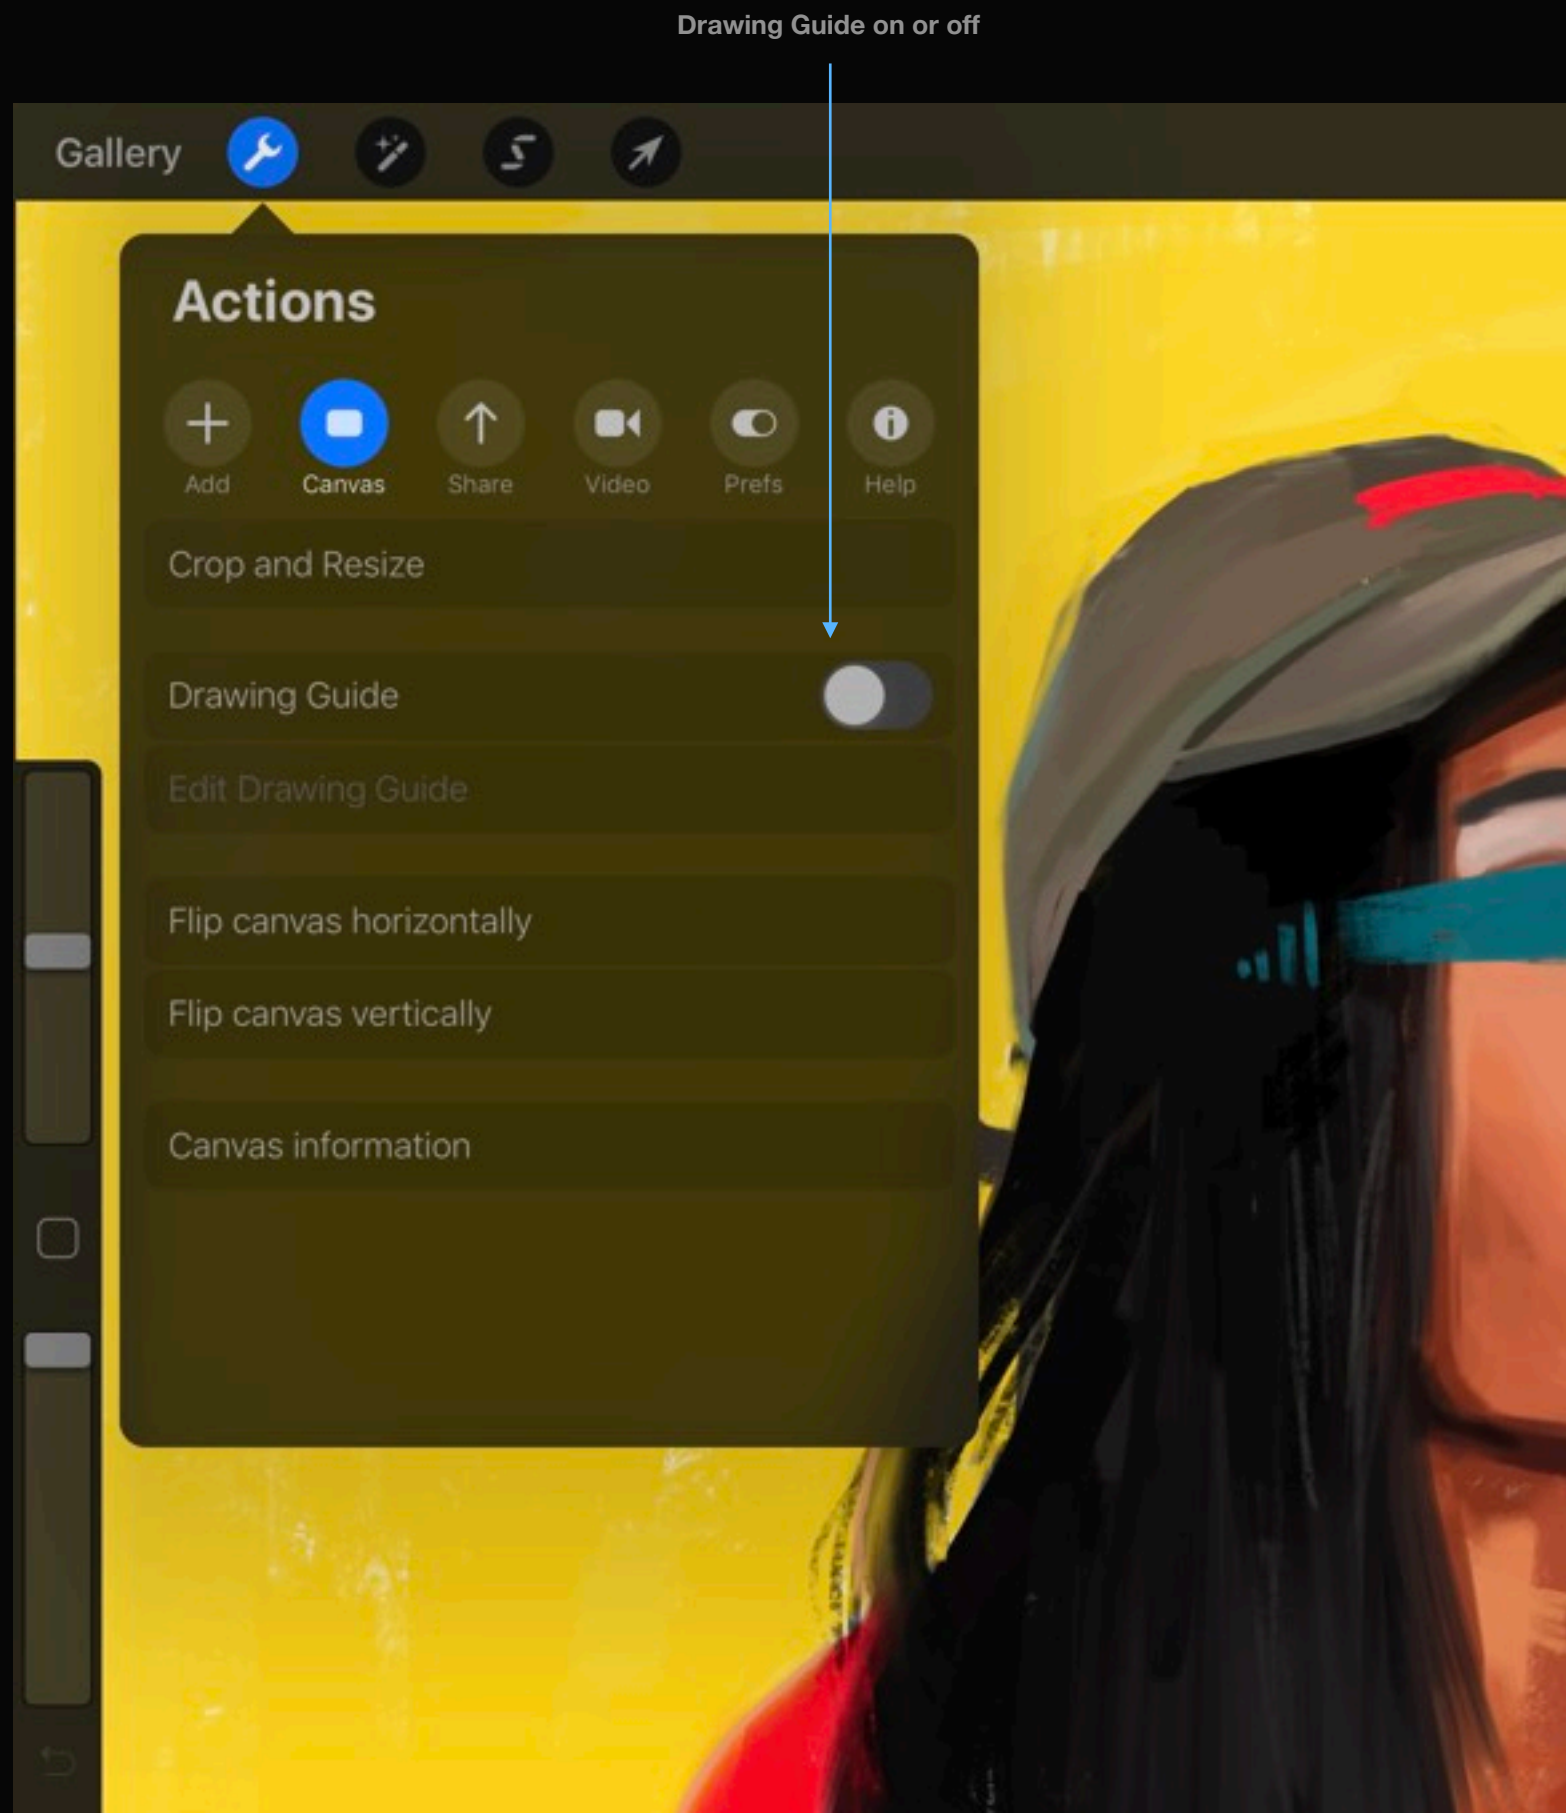 Drawing Guide on or off
Gallery
Actions
Add Canvas Share Video Prefs Help
Crop and Resize
Drawing Guide
Edit Drawing Guide
Flip canvas horizontally
Flip canvas vertically
Canvas information